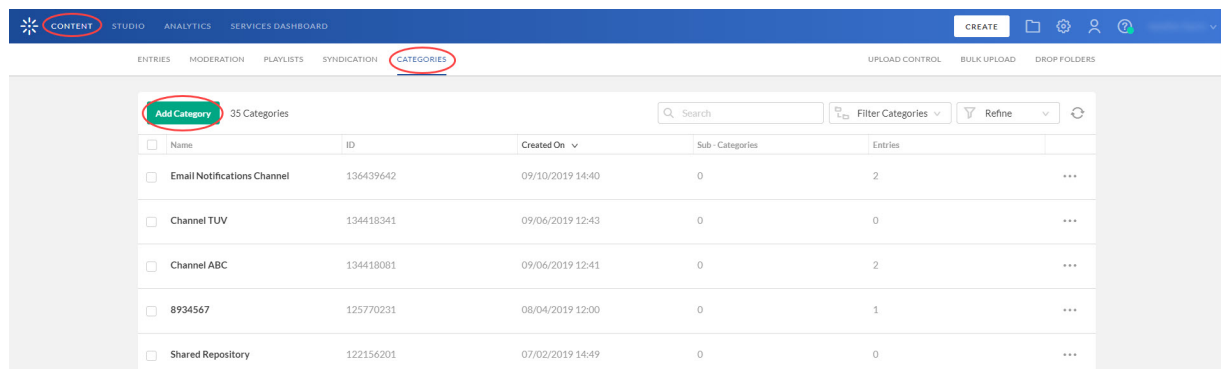 CONTENT STUDIO ANALYTICS SERVICES DASHBOARD CREATE
ENTRIES MODERATION PLAYLISTS SYNDICATION CATEGORIES UPLOAD CONTROL BULK UPLOAD DROP FOLDERS
Add Category 35 Categories Search Filter Categories Refine
Name ID Created On Sub - Categories Entries
Email Notifications Channel 136439642 09/10/2019 14:40 0 2
Channel TUV 134418341 09/06/2019 12:43 0 0
Channel ABC 134418081 09/06/2019 12:41 0 2
8934567 125770231 08/04/2019 12:00 0 1
Shared Repository 122156201 07/02/2019 14:49 0 0